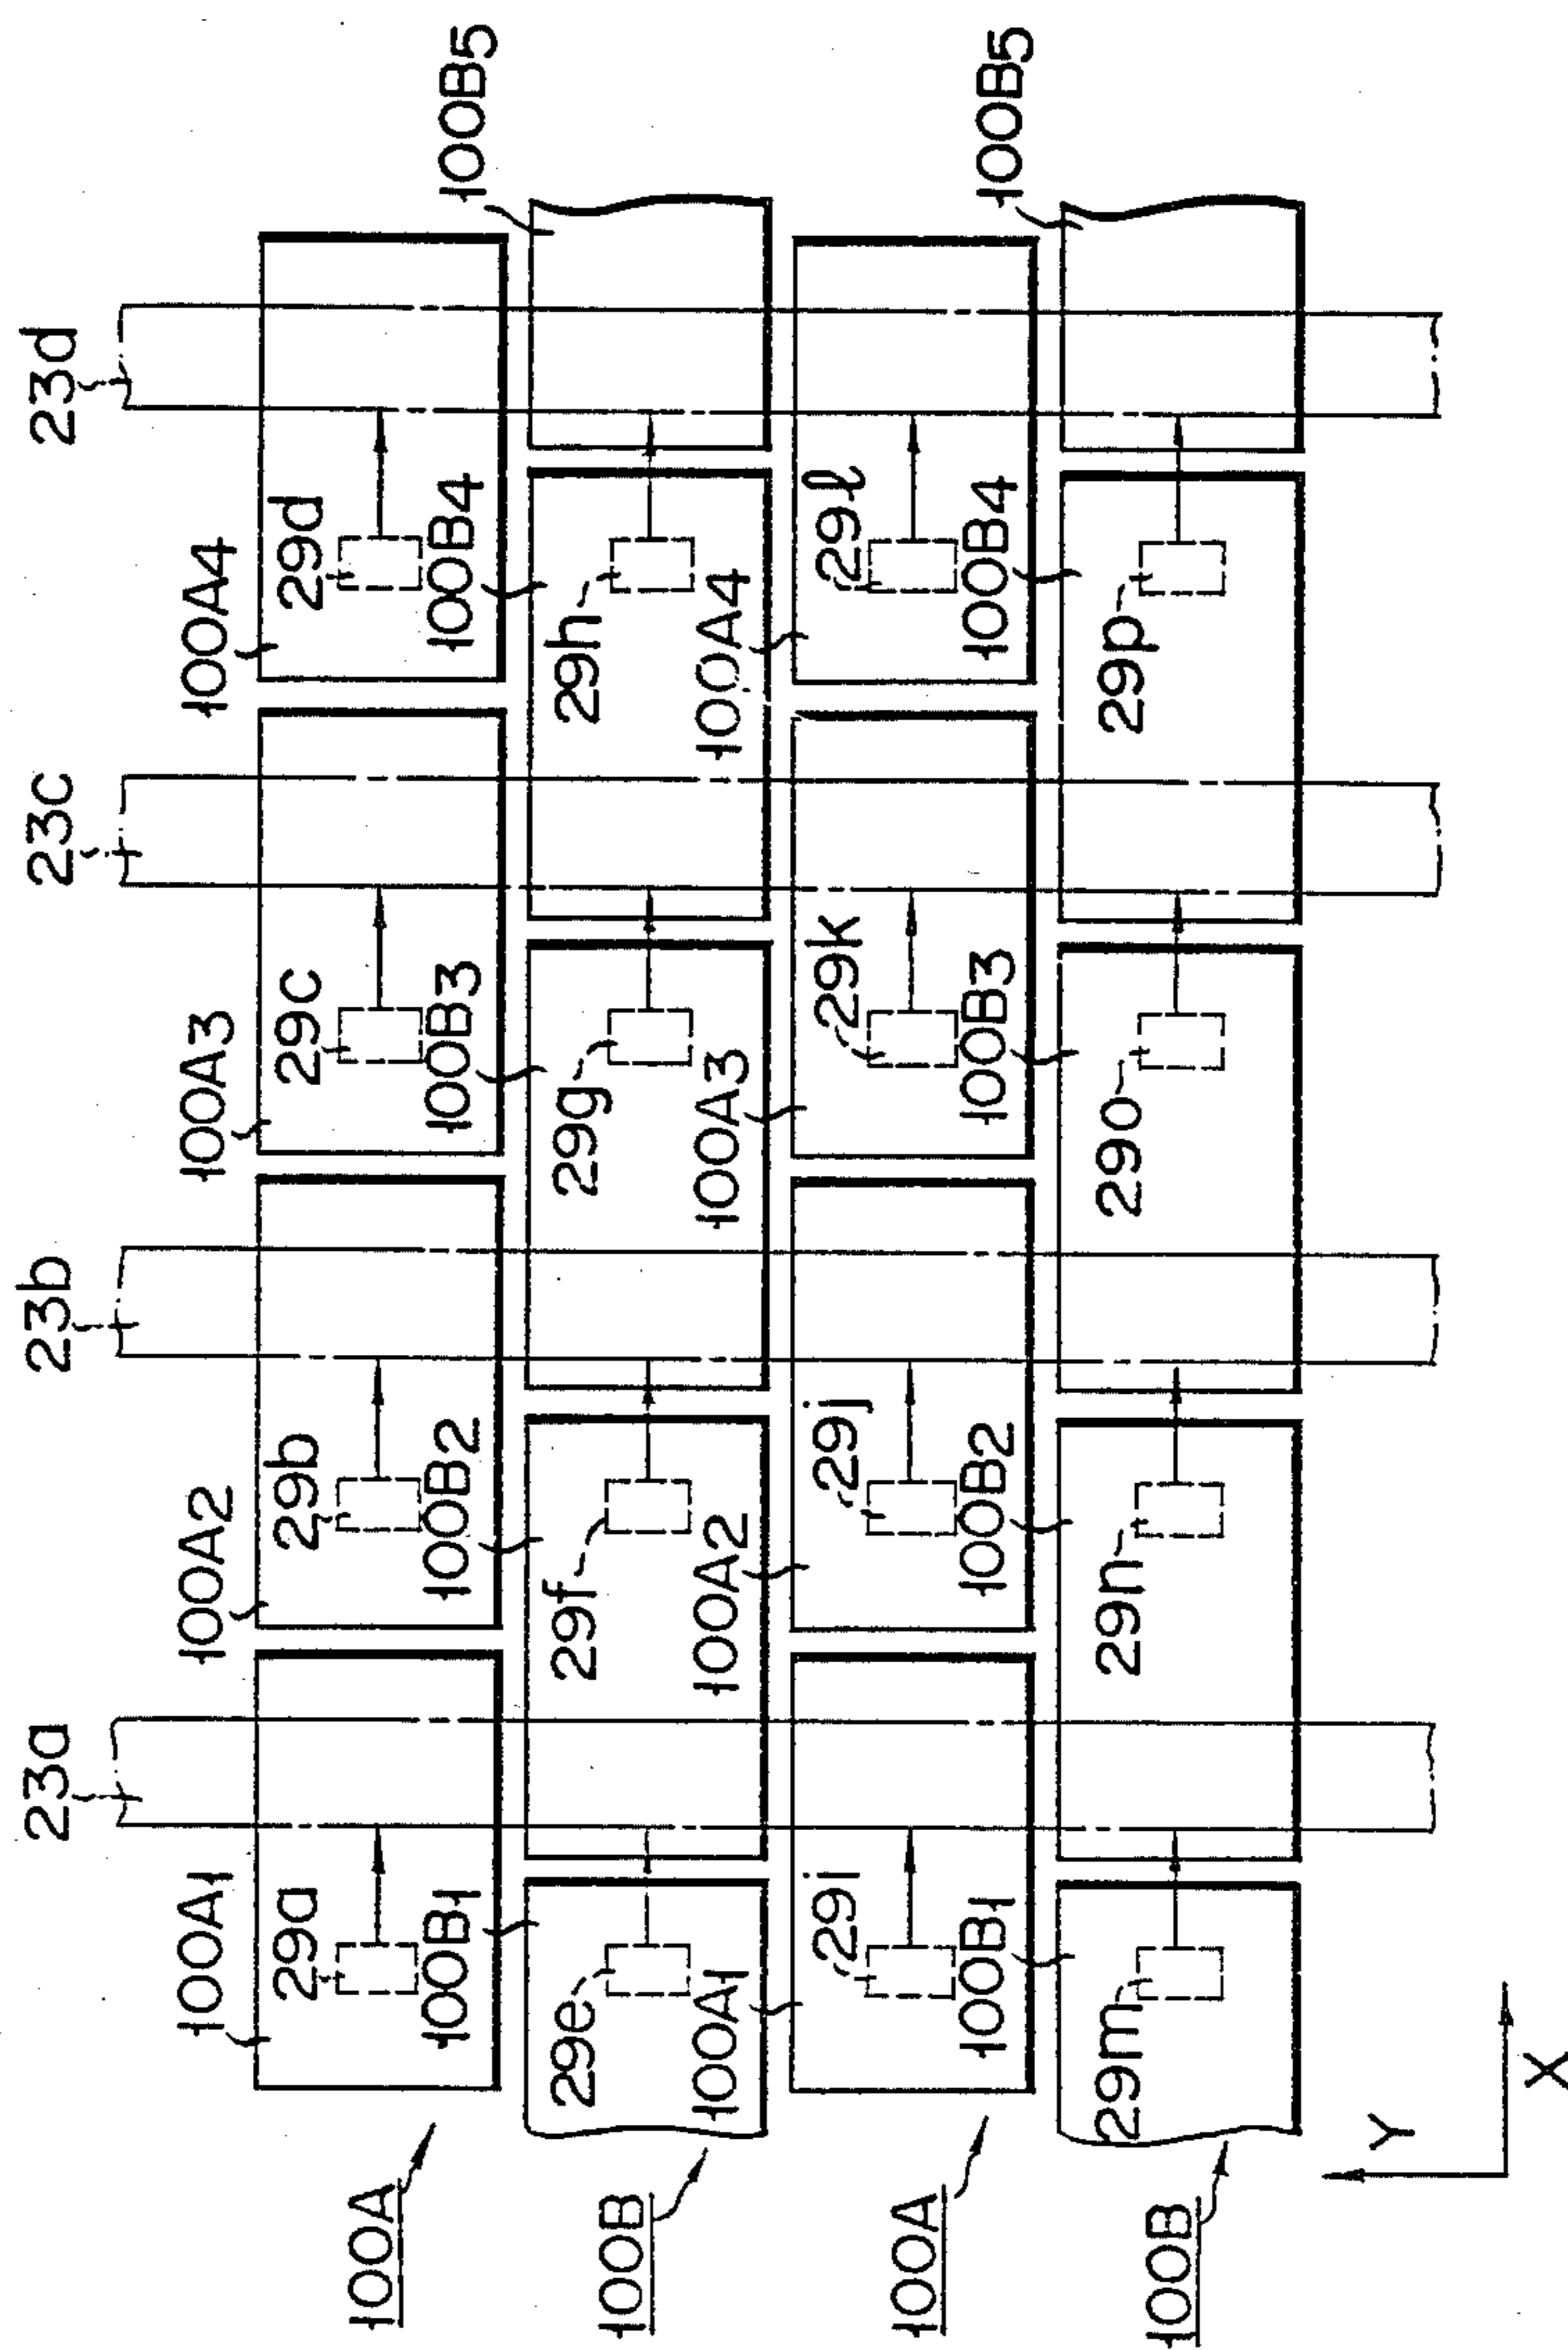 23a 23b 23c 23d
100A1 100A2 100A3 100A4
29a 29b 29c 29d
100A
100B1 100B2 100B3 100B4 100B5
29e 29f 29g 29h
100B
100A1 100A2 100A3 100A4
29i 29j 29k 29l
100A
100B1 100B2 100B3 100B4 100B5
29m 29n 29o 29p
100B
Y
X